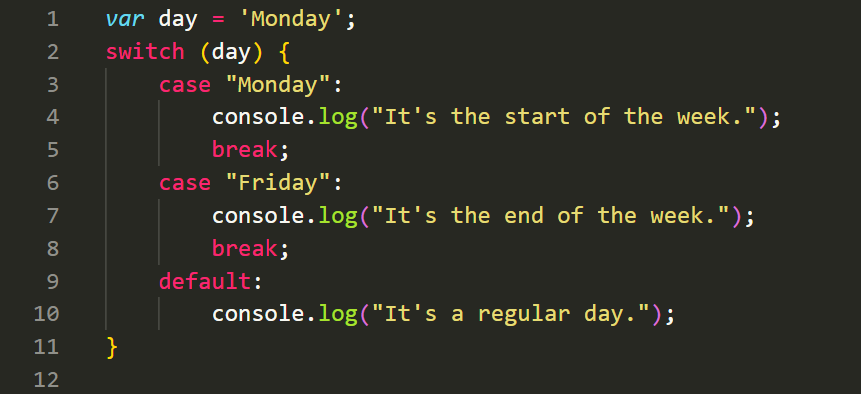 1 var day = 'Monday';
2 switch (day) {
3     case "Monday":
4         console.log("It's the start of the week.");
5         break;
6     case "Friday":
7         console.log("It's the end of the week.");
8         break;
9     default:
10         console.log("It's a regular day.");
11 }
12